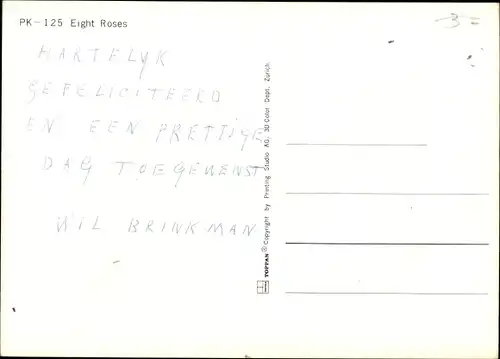 PK - 125 Eight Roses
3 =
HARTELYK
GEFELICITEERD
EN EEN PRETTIGE
DAG TOEGEWENST
WIL BRINKMAN
TOPPAN ® Copyright by Printing Studio AG. 3D Color Dept. Zürich